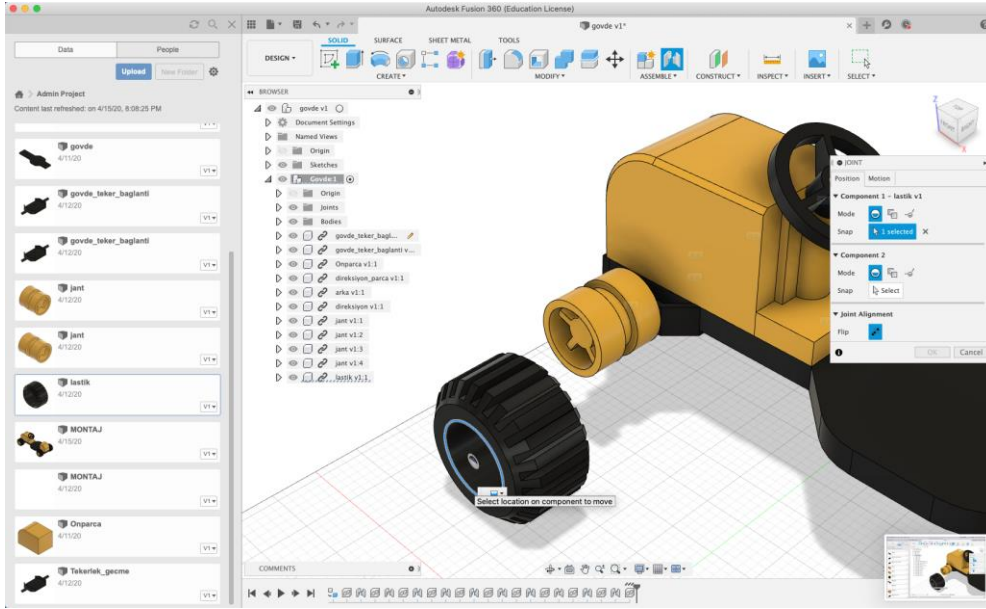 Autodesk Fusion 360 (Education License)
govde v1*
Data
People
Upload
New Folder
Admin Project
Content last refreshed: on 4/15/20, 8:08:25 PM
govde
4/11/20
V1
govde_teker_baglanti
4/12/20
V1
govde_teker_baglanti
4/12/20
V1
jant
4/12/20
V1
jant
4/12/20
V1
lastik
4/12/20
V1
MONTAJ
4/15/20
V1
MONTAJ
4/12/20
V1
Onparca
4/11/20
V1
Tekerlek_gecme
4/12/20
V1
DESIGN
SOLID
SURFACE
SHEET METAL
TOOLS
CREATE
MODIFY
ASSEMBLE
CONSTRUCT
INSPECT
INSERT
SELECT
BROWSER
govde v1
Document Settings
Named Views
Origin
Sketches
Govde:1
Origin
Joints
Bodies
govde_teker_bagl...
govde_teker_baglanti v...
Onparca v1:1
direksiyon_parca v1:1
arka v1:1
direksiyon v1:1
jant v1:1
jant v1:2
jant v1:3
jant v1:4
lastik v1:1
Z
TOP
FRONT
RIGHT
X
JOINT
Position
Motion
Component 1 - lastik v1
Mode
Snap
1 selected
Component 2
Mode
Snap
Select
Joint Alignment
Flip
OK
Cancel
Select location on component to move
COMMENTS